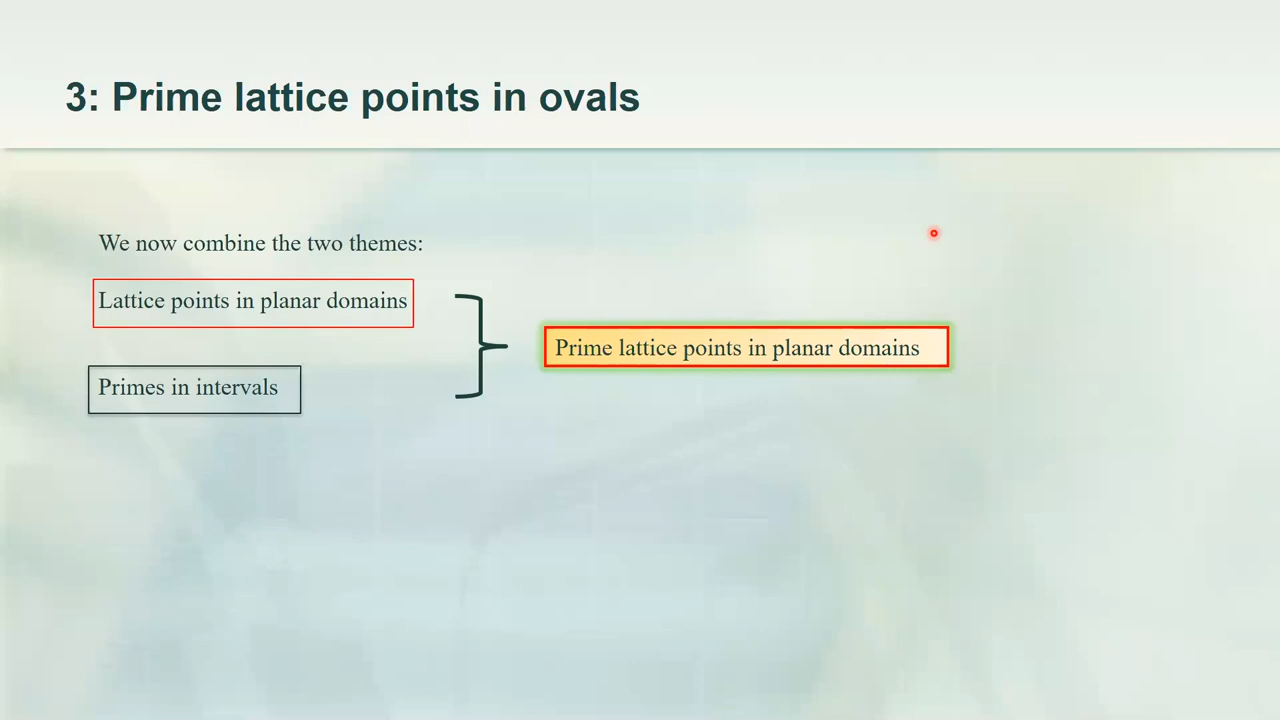 3: Prime lattice points in ovals
We now combine the two themes:
Lattice points in planar domains
Prime lattice points in planar domains
Primes in intervals